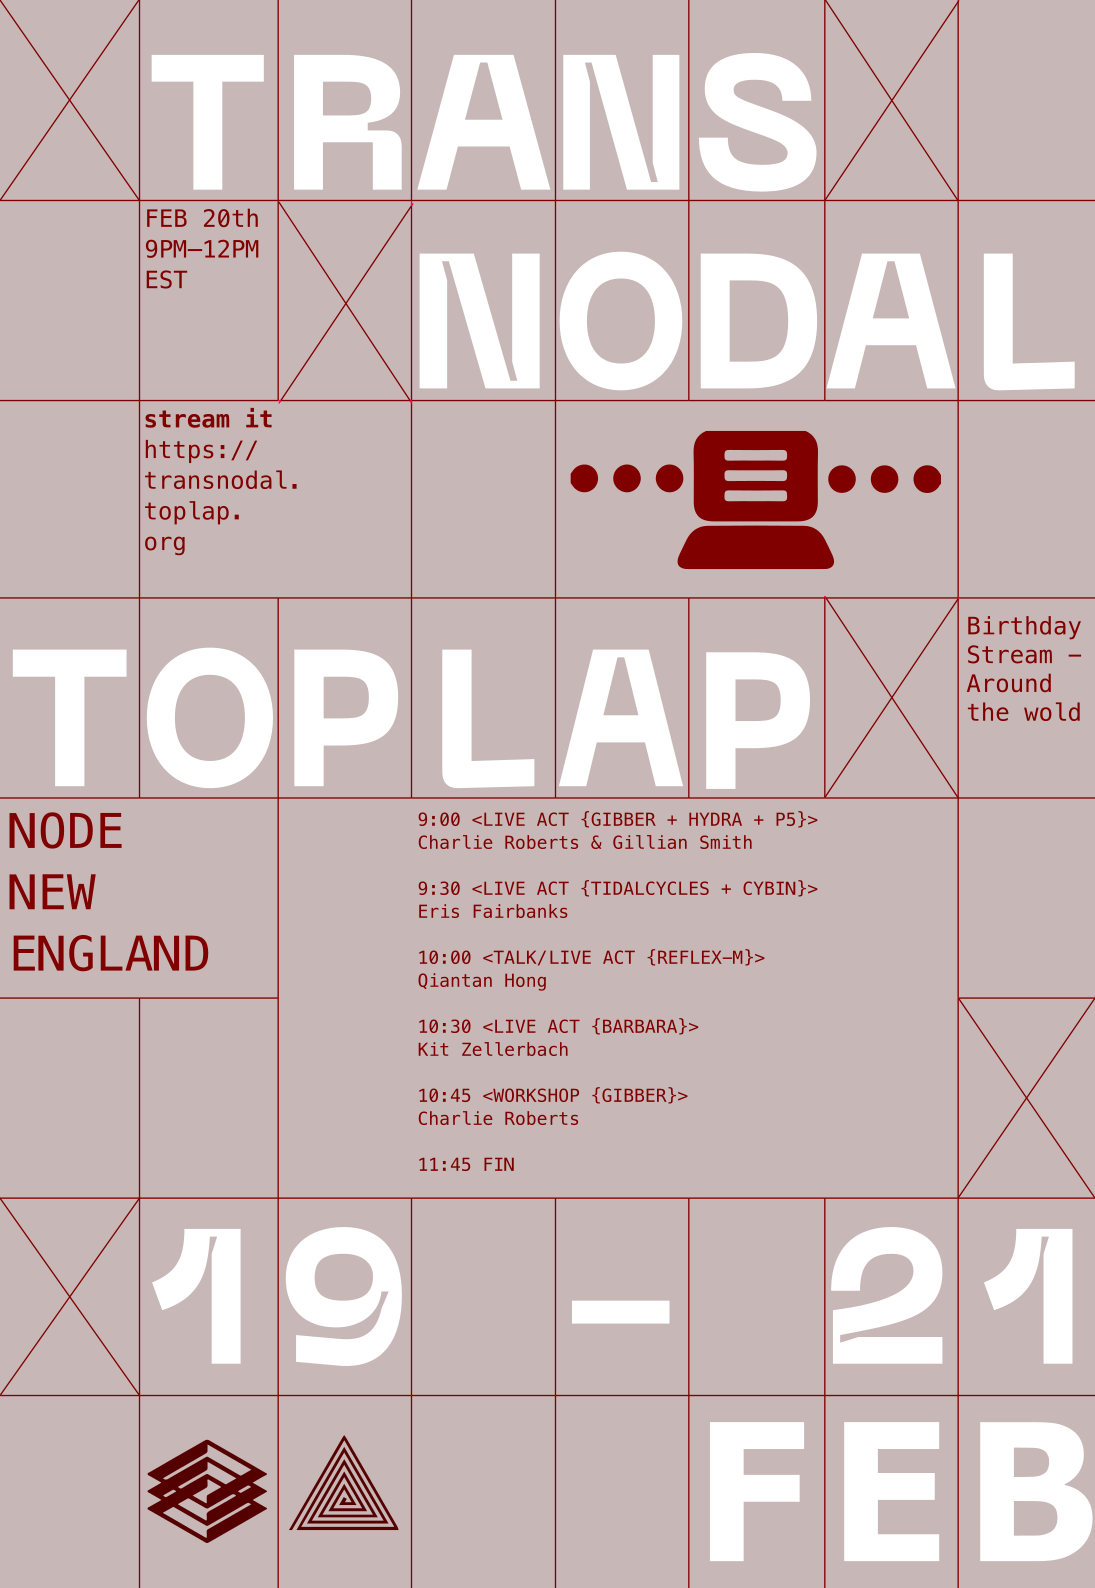 TRANS
FEB 20th
9PM–12PM
EST
NODAL
stream it
https://
transnodal.
toplap.
org
TOPLAP
Birthday
Stream –
Around
the wold
NODE
NEW
ENGLAND
9:00 <LIVE ACT {GIBBER + HYDRA + P5}>
Charlie Roberts & Gillian Smith
9:30 <LIVE ACT {TIDALCYCLES + CYBIN}>
Eris Fairbanks
10:00 <TALK/LIVE ACT {REFLEX–M}>
Qiantan Hong
10:30 <LIVE ACT {BARBARA}>
Kit Zellerbach
10:45 <WORKSHOP {GIBBER}>
Charlie Roberts
11:45 FIN
19 – 21
FEB